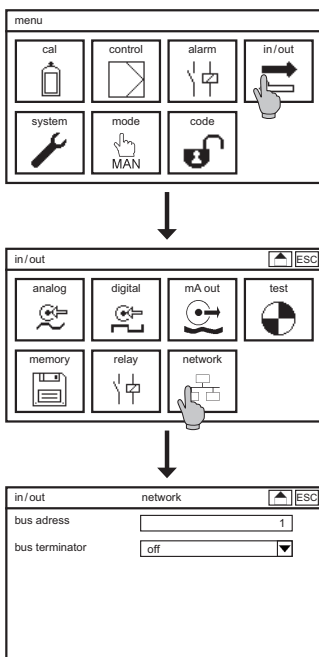 menu
cal control alarm in/out
system mode code
MAN
in/out ESC
analog digital mA out test
memory relay network
in/out network ESC
bus adress 1
bus terminator off